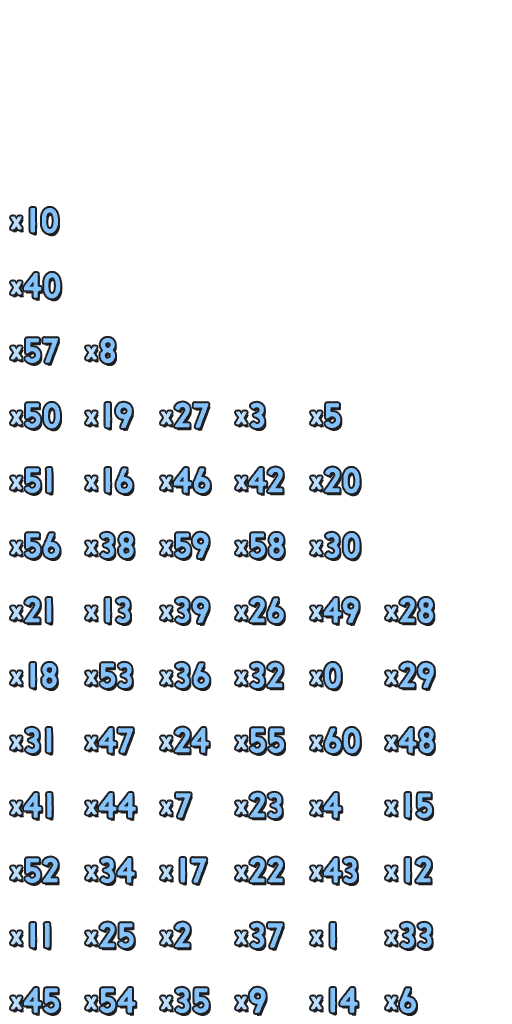 x10
x40
x57 x8
x50 x19 x27 x3 x5
x51 x16 x46 x42 x20
x56 x38 x59 x58 x30
x21 x13 x39 x26 x49 x28
x18 x53 x36 x32 x0 x29
x31 x47 x24 x55 x60 x48
x41 x44 x7 x23 x4 x15
x52 x34 x17 x22 x43 x12
x11 x25 x2 x37 x1 x33
x45 x54 x35 x9 x14 x6